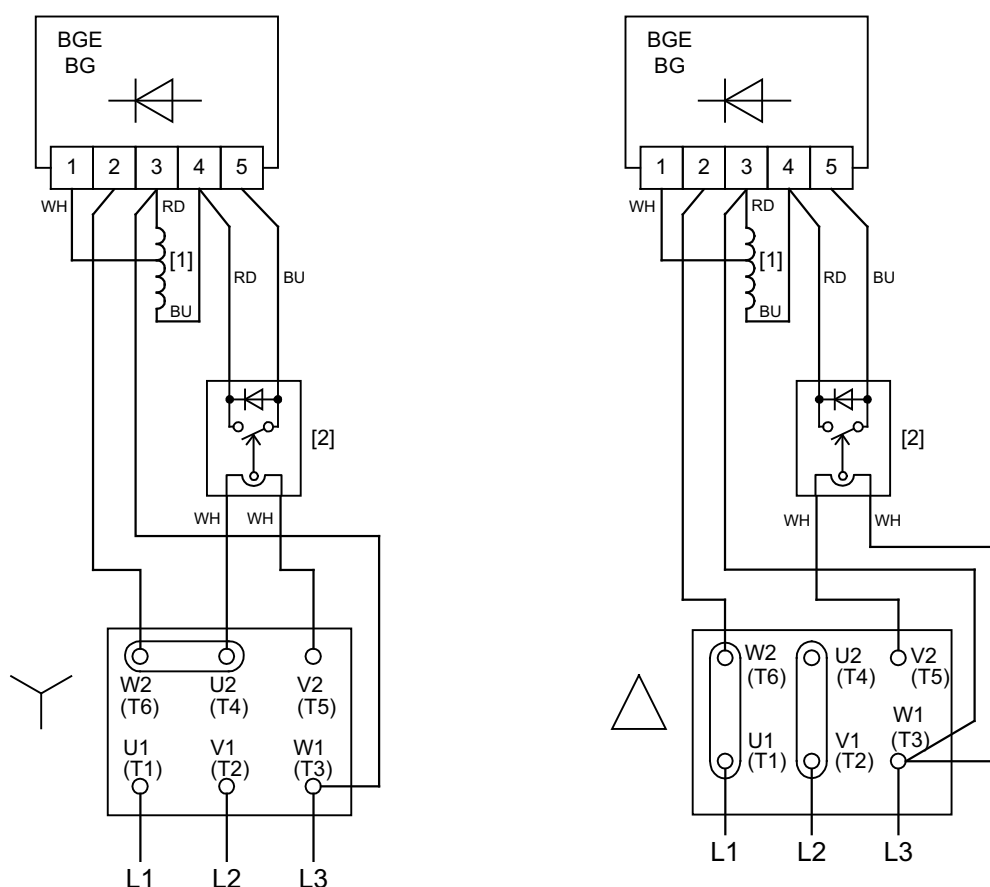 BGE
BG
1 2 3 4 5
WH RD
[1]
RD BU
BU
[2]
WH WH
W2 U2 V2
(T6) (T4) (T5)
U1 V1 W1
(T1) (T2) (T3)
L1 L2 L3
BGE
BG
1 2 3 4 5
WH RD
[1]
RD BU
BU
[2]
WH WH
W2 U2 V2
(T6) (T4) (T5)
W1
(T3)
U1 V1
(T1) (T2)
L1 L2 L3